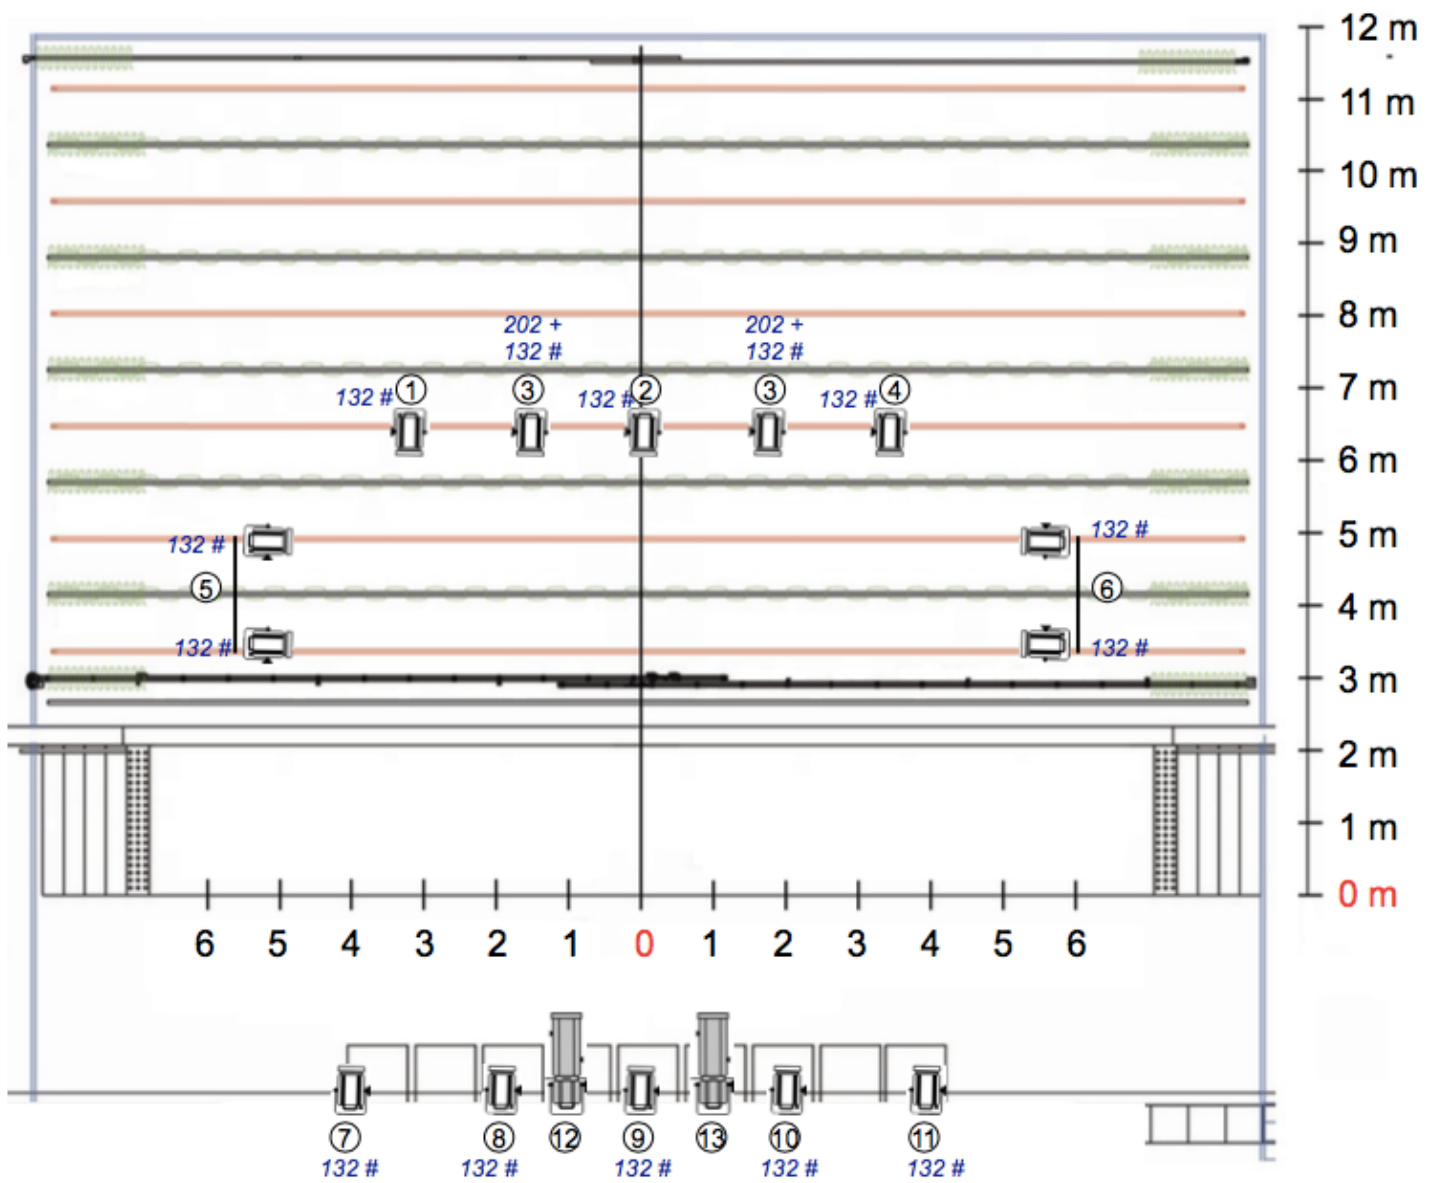 12 m
11 m
10 m
9 m
8 m
202 +
132 #
202 +
132 #
7 m
132 # 1
3
132 # 2
3
132 # 4
6 m
5 m
132 #
132 #
5
6
4 m
132 #
132 #
3 m
2 m
1 m
0 m
6 5 4 3 2 1 0 1 2 3 4 5 6
7 8 12 9 13 10 11
132 # 132 # 132 # 132 # 132 #